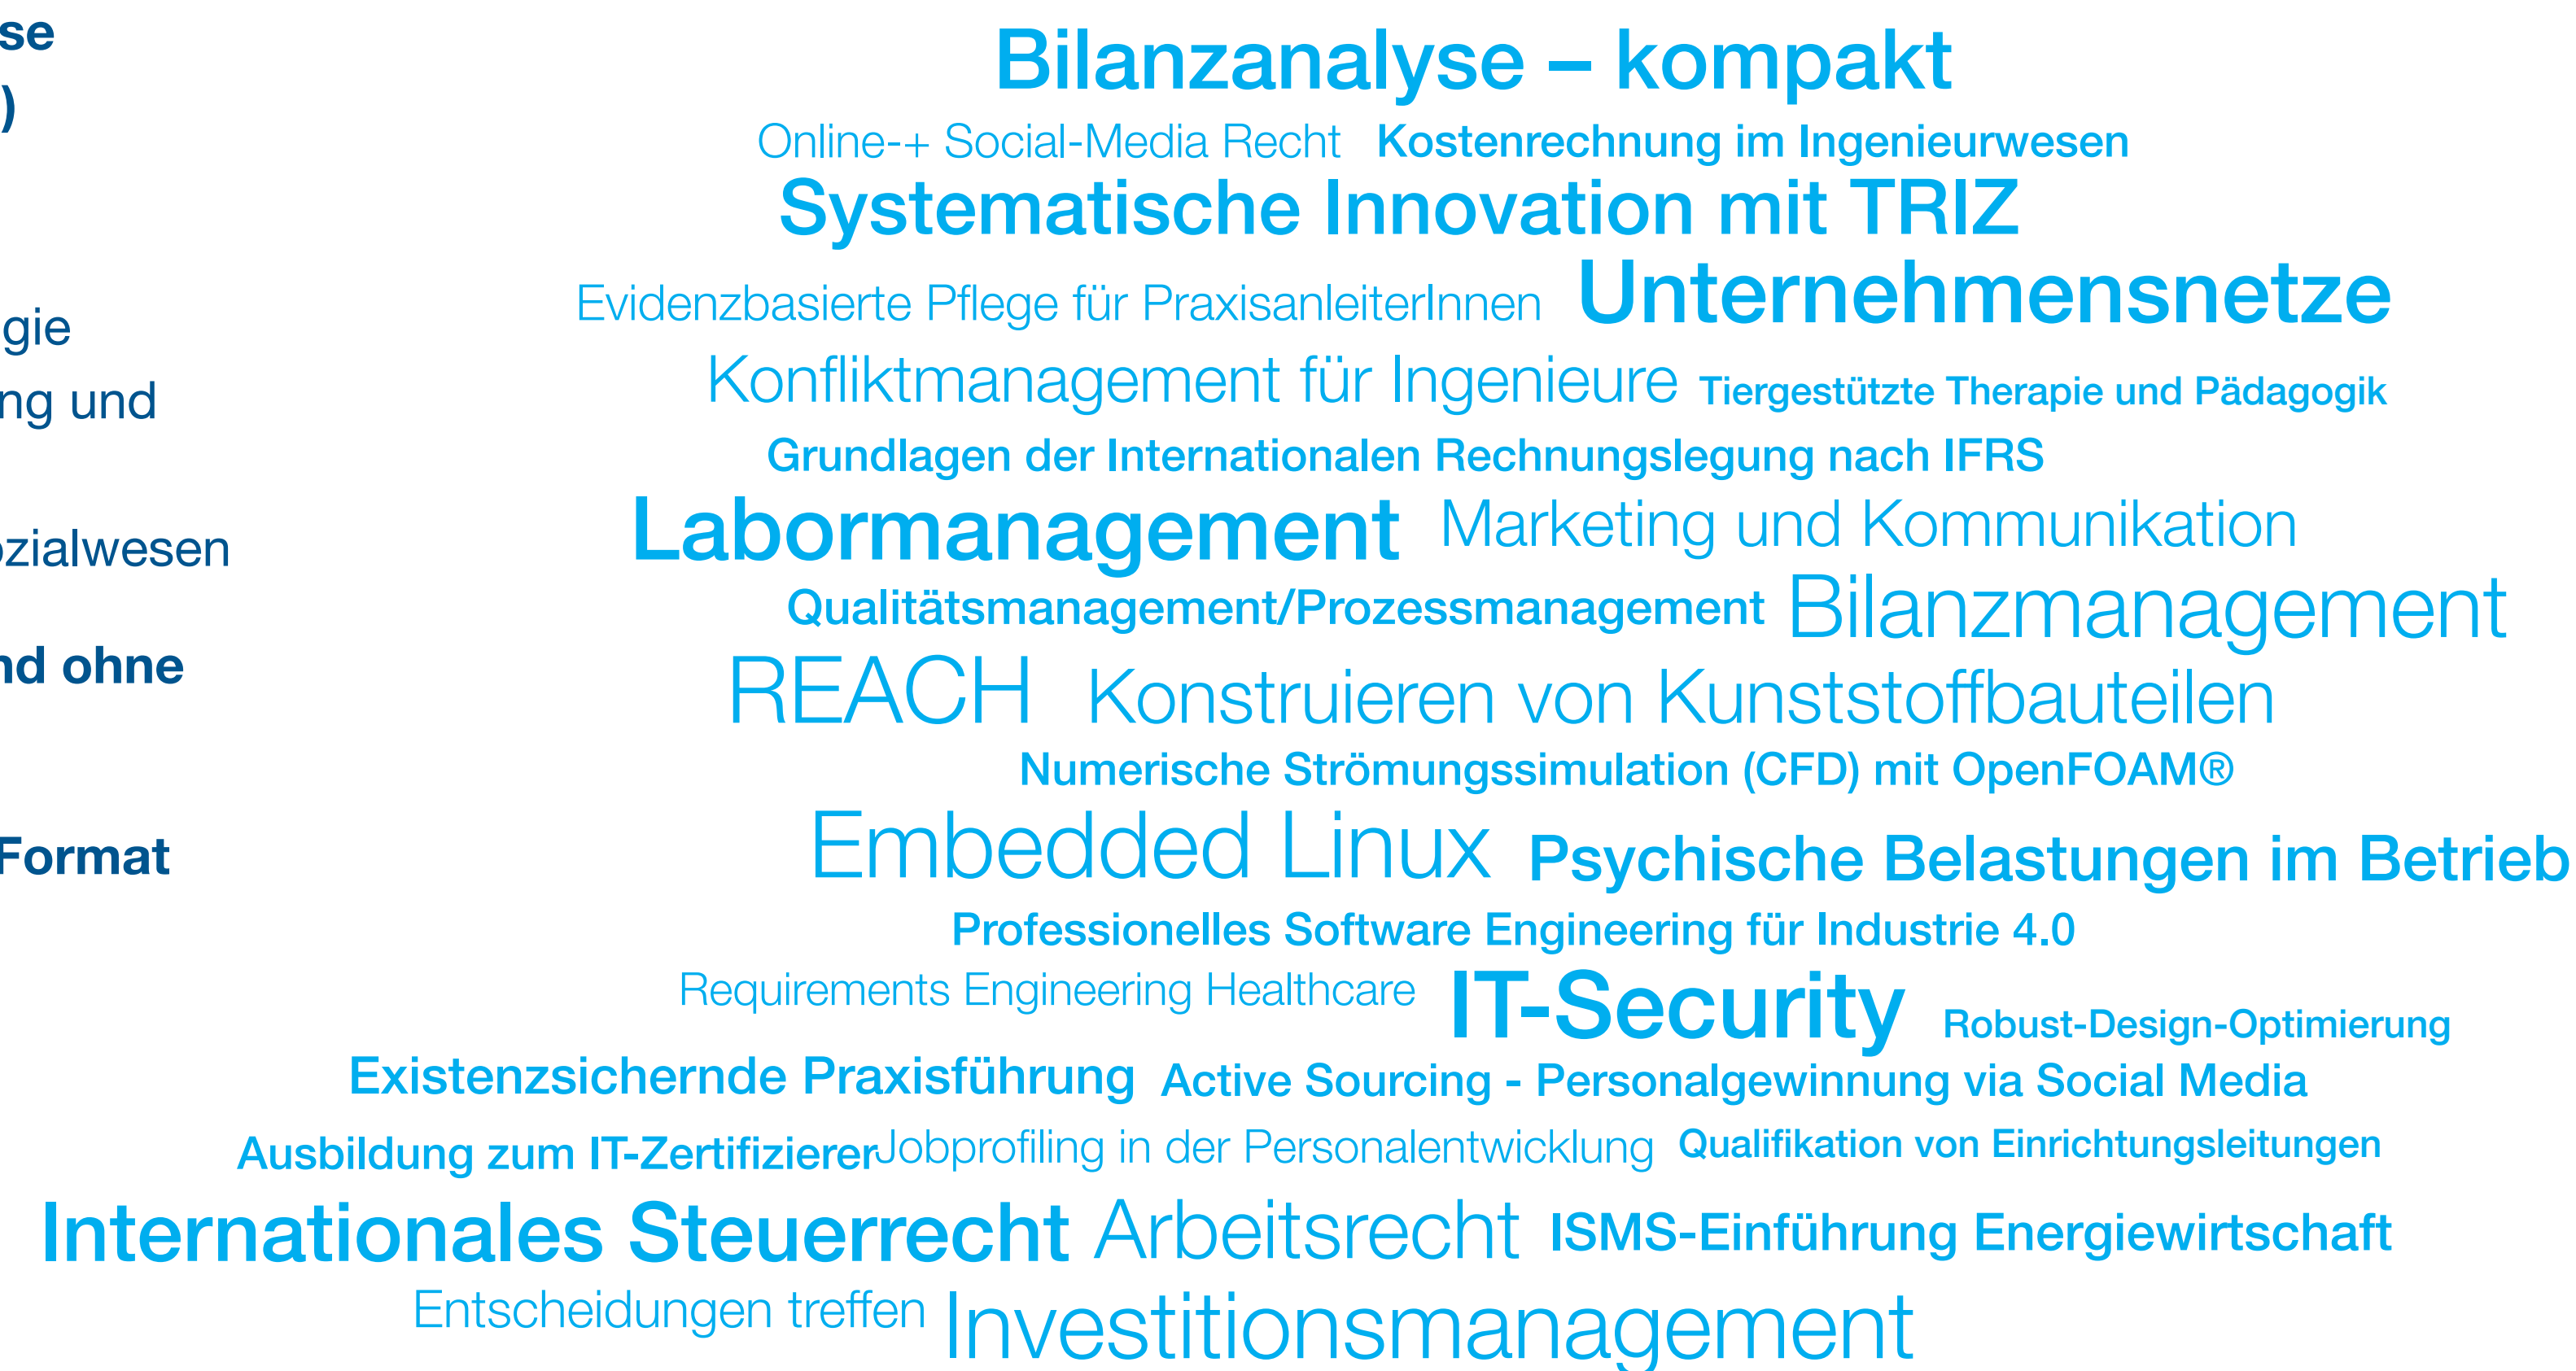 se
)
gie
ng und
ozialwesen
nd ohne
Format
Bilanzanalyse – kompakt
Online-+ Social-Media Recht Kostenrechnung im Ingenieurwesen
Systematische Innovation mit TRIZ
Evidenzbasierte Pflege für PraxisanleiterInnen Unternehmensnetze
Konfliktmanagement für Ingenieure Tiergestützte Therapie und Pädagogik
Grundlagen der Internationalen Rechnungslegung nach IFRS
Labormanagement Marketing und Kommunikation
Qualitätsmanagement/Prozessmanagement Bilanzmanagement
REACH Konstruieren von Kunststoffbauteilen
Numerische Strömungssimulation (CFD) mit OpenFOAM®
Embedded Linux Psychische Belastungen im Betrieb
Professionelles Software Engineering für Industrie 4.0
Requirements Engineering Healthcare IT-Security Robust-Design-Optimierung
Existenzsichernde Praxisführung Active Sourcing - Personalgewinnung via Social Media
Ausbildung zum IT-Zertifizierer Jobprofiling in der Personalentwicklung Qualifikation von Einrichtungsleitungen
Internationales Steuerrecht Arbeitsrecht ISMS-Einführung Energiewirtschaft
Entscheidungen treffen Investitionsmanagement